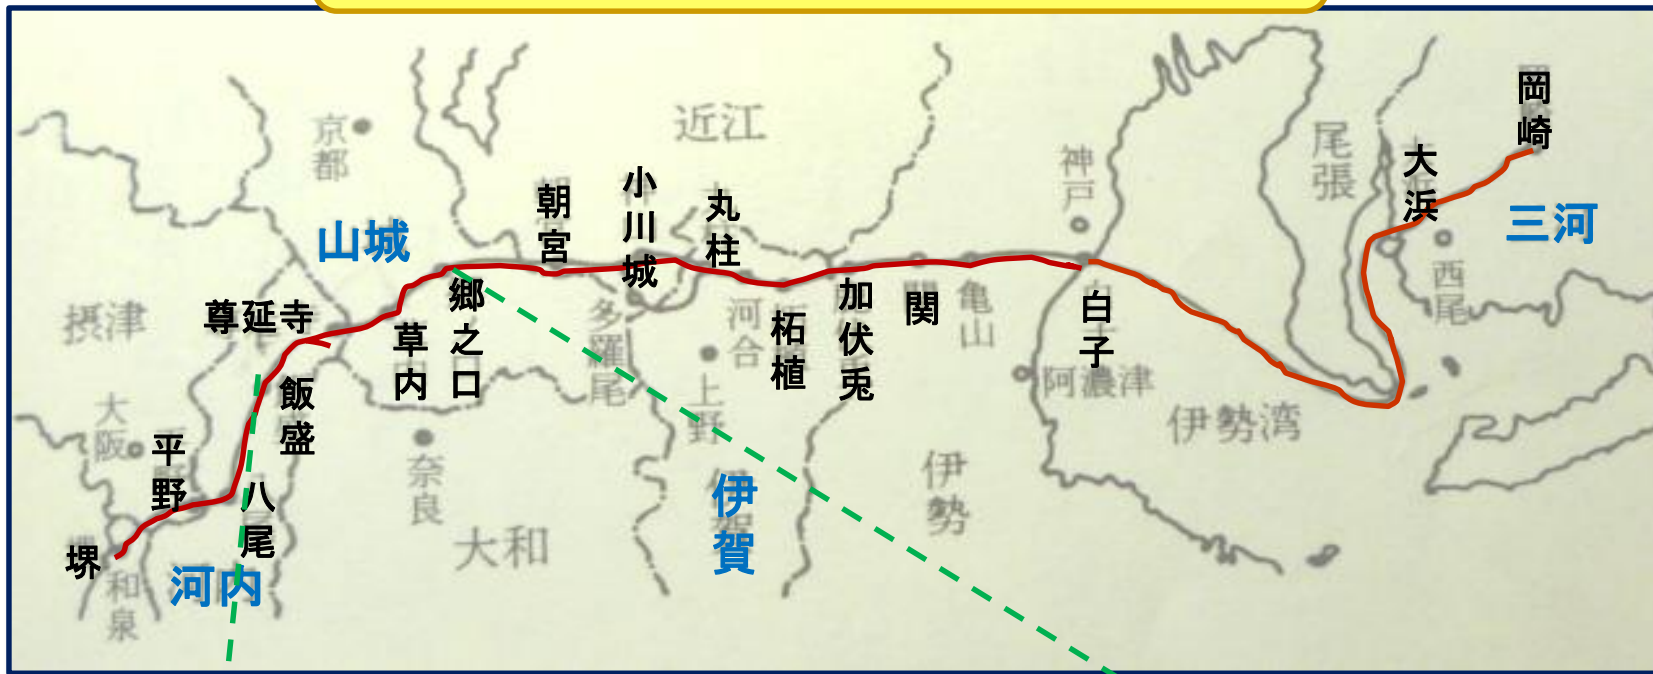 岡崎
大浜
三河
西尾
尾張
神戸
近江
京都
山城
朝宮
小川城
丸柱
摂津
尊延寺
郷之口
草内
飯盛
多羅尾
河合
柘植
加伏兎
関
亀山
白子
阿濃津
伊勢湾
上野
大阪
平野
八尾
奈良
大和
伊賀
伊勢
堺
和泉
河内